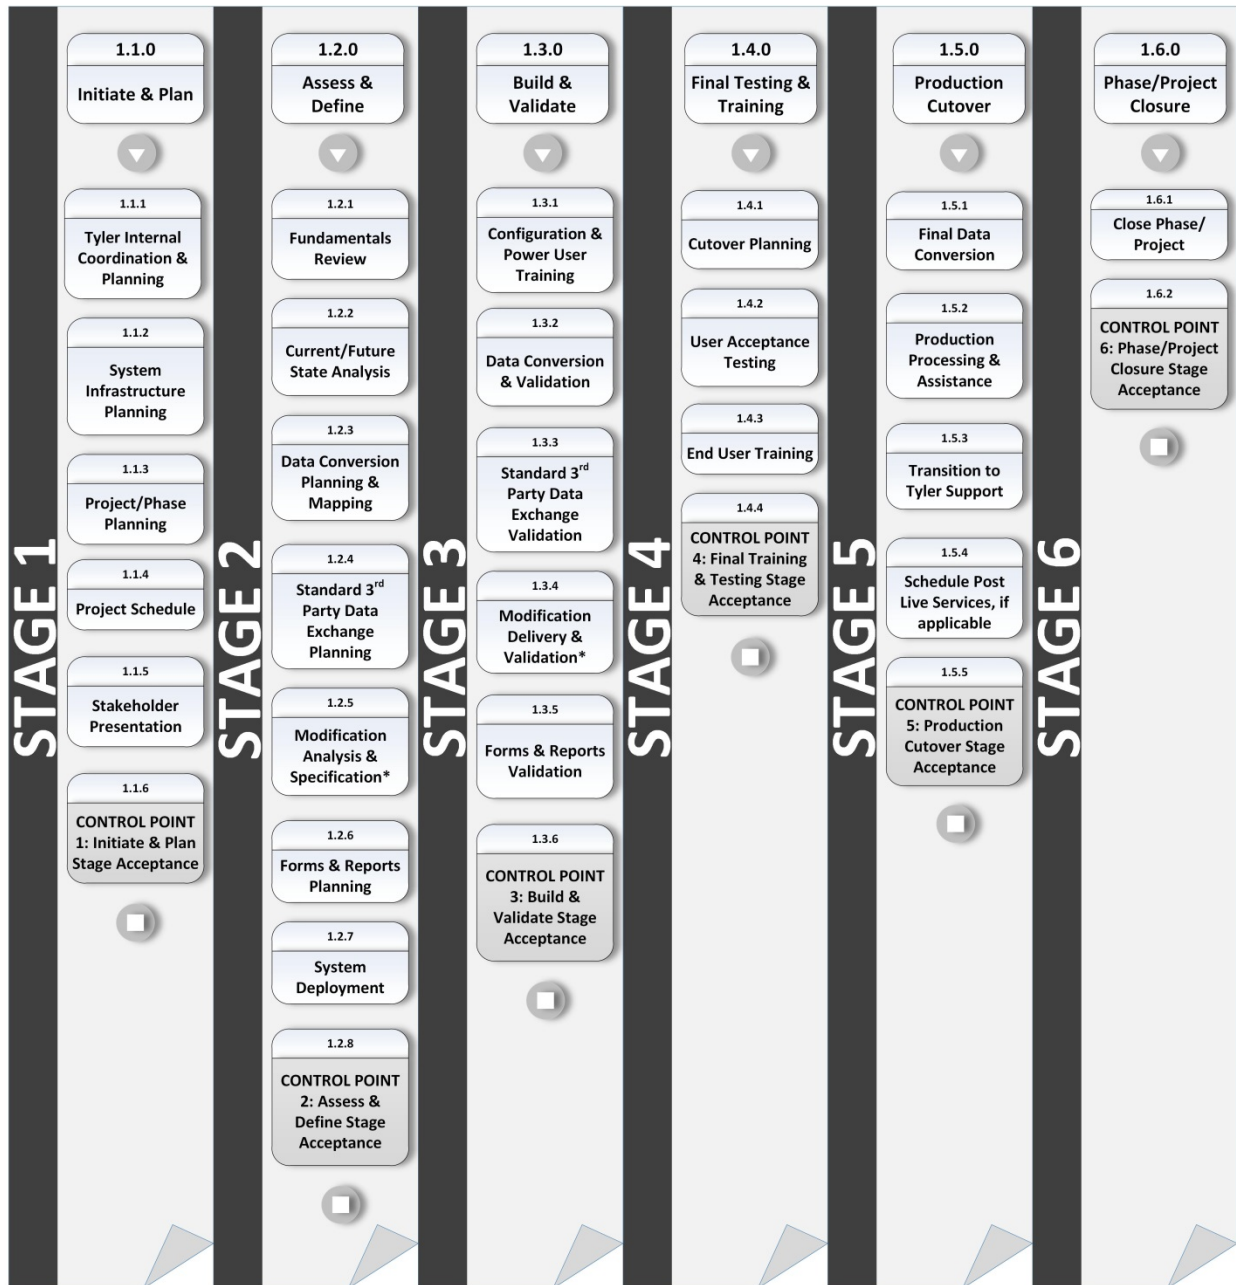 STAGE 1
1.1.0
Initiate & Plan
1.1.1
Tyler Internal
Coordination &
Planning
1.1.2
System
Infrastructure
Planning
1.1.3
Project/Phase
Planning
1.1.4
Project Schedule
1.1.5
Stakeholder
Presentation
1.1.6
CONTROL POINT
1: Initiate & Plan
Stage Acceptance
STAGE 2
1.2.0
Assess &
Define
1.2.1
Fundamentals
Review
1.2.2
Current/Future
State Analysis
1.2.3
Data Conversion
Planning &
Mapping
1.2.4
Standard 3rd
Party Data
Exchange
Planning
1.2.5
Modification
Analysis &
Specification*
1.2.6
Forms & Reports
Planning
1.2.7
System
Deployment
1.2.8
CONTROL POINT
2: Assess &
Define Stage
Acceptance
STAGE 3
1.3.0
Build &
Validate
1.3.1
Configuration &
Power User
Training
1.3.2
Data Conversion
& Validation
1.3.3
Standard 3rd
Party Data
Exchange
Validation
1.3.4
Modification
Delivery &
Validation*
1.3.5
Forms & Reports
Validation
1.3.6
CONTROL POINT
3: Build &
Validate Stage
Acceptance
STAGE 4
1.4.0
Final Testing &
Training
1.4.1
Cutover Planning
1.4.2
User Acceptance
Testing
1.4.3
End User Training
1.4.4
CONTROL POINT
4: Final Training
& Testing Stage
Acceptance
STAGE 5
1.5.0
Production
Cutover
1.5.1
Final Data
Conversion
1.5.2
Production
Processing &
Assistance
1.5.3
Transition to
Tyler Support
1.5.4
Schedule Post
Live Services, if
applicable
1.5.5
CONTROL POINT
5: Production
Cutover Stage
Acceptance
STAGE 6
1.6.0
Phase/Project
Closure
1.6.1
Close Phase/
Project
1.6.2
CONTROL POINT
6: Phase/Project
Closure Stage
Acceptance